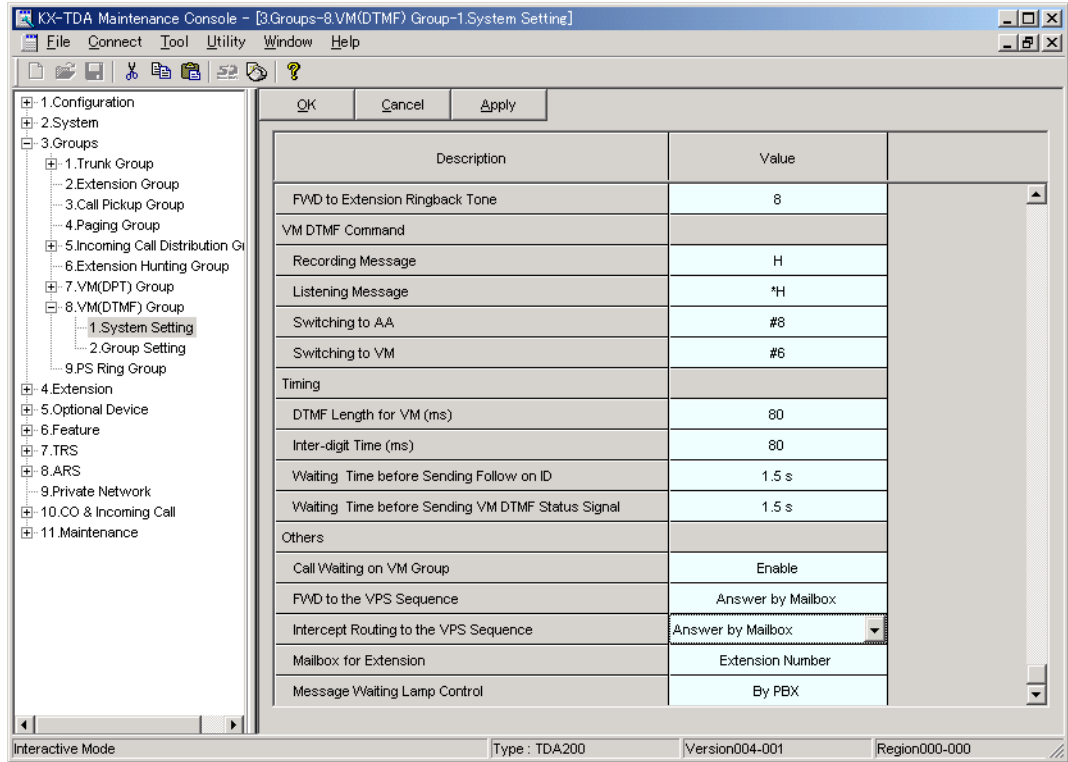 KX-TDA Maintenance Console - [3.Groups-8.VM(DTMF) Group-1.System Setting]
File Connect Tool Utility Window Help
OK Cancel Apply
1.Configuration
2.System
3.Groups
1.Trunk Group
2.Extension Group
3.Call Pickup Group
4.Paging Group
5.Incoming Call Distribution Gr
6.Extension Hunting Group
7.VM(DPT) Group
8.VM(DTMF) Group
1.System Setting
2.Group Setting
9.PS Ring Group
4.Extension
5.Optional Device
6.Feature
7.TRS
8.ARS
9.Private Network
10.CO & Incoming Call
11.Maintenance
Description Value
FWD to Extension Ringback Tone 8
VM DTMF Command
Recording Message H
Listening Message *H
Switching to AA #8
Switching to VM #6
Timing
DTMF Length for VM (ms) 80
Inter-digit Time (ms) 80
Waiting Time before Sending Follow on ID 1.5 s
Waiting Time before Sending VM DTMF Status Signal 1.5 s
Others
Call Waiting on VM Group Enable
FWD to the VPS Sequence Answer by Mailbox
Intercept Routing to the VPS Sequence Answer by Mailbox
Mailbox for Extension Extension Number
Message Waiting Lamp Control By PBX
Interactive Mode Type : TDA200 Version004-001 Region000-000